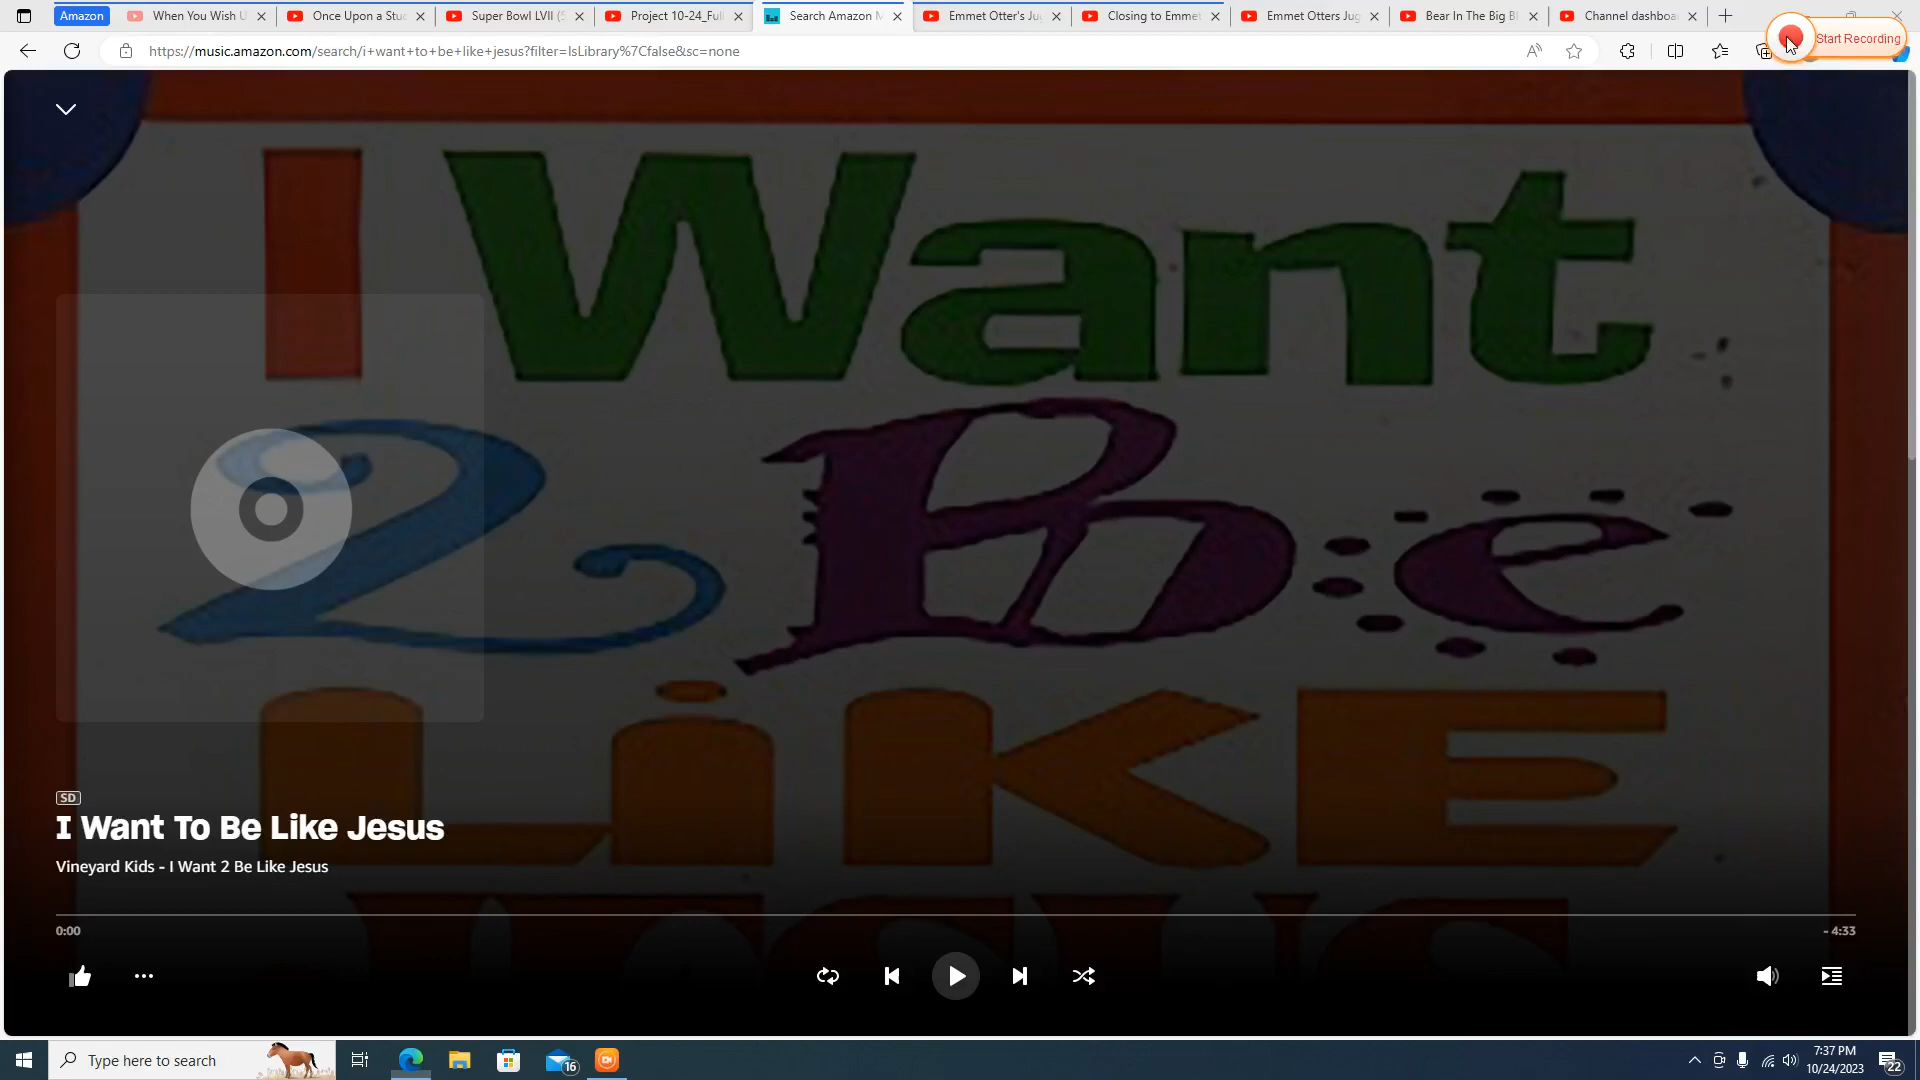 Amazon
When You Wish U
Once Upon a Stud
Super Bowl LVII (5
Project 10-24_Full
Search Amazon M
Emmet Otter's Ju
Closing to Emmet
Emmet Otters Jug
Bear In The Big Bl
Channel dashboa
Start Recording
https://music.amazon.com/search/i+want+to+be+like+jesus?filter=IsLibrary%7Cfalse&sc=none
I Want
2 Be
LiKE
SD
I Want To Be Like Jesus
Vineyard Kids - I Want 2 Be Like Jesus
0:00
- 4:33
Type here to search
16
7:37 PM
10/24/2023
22